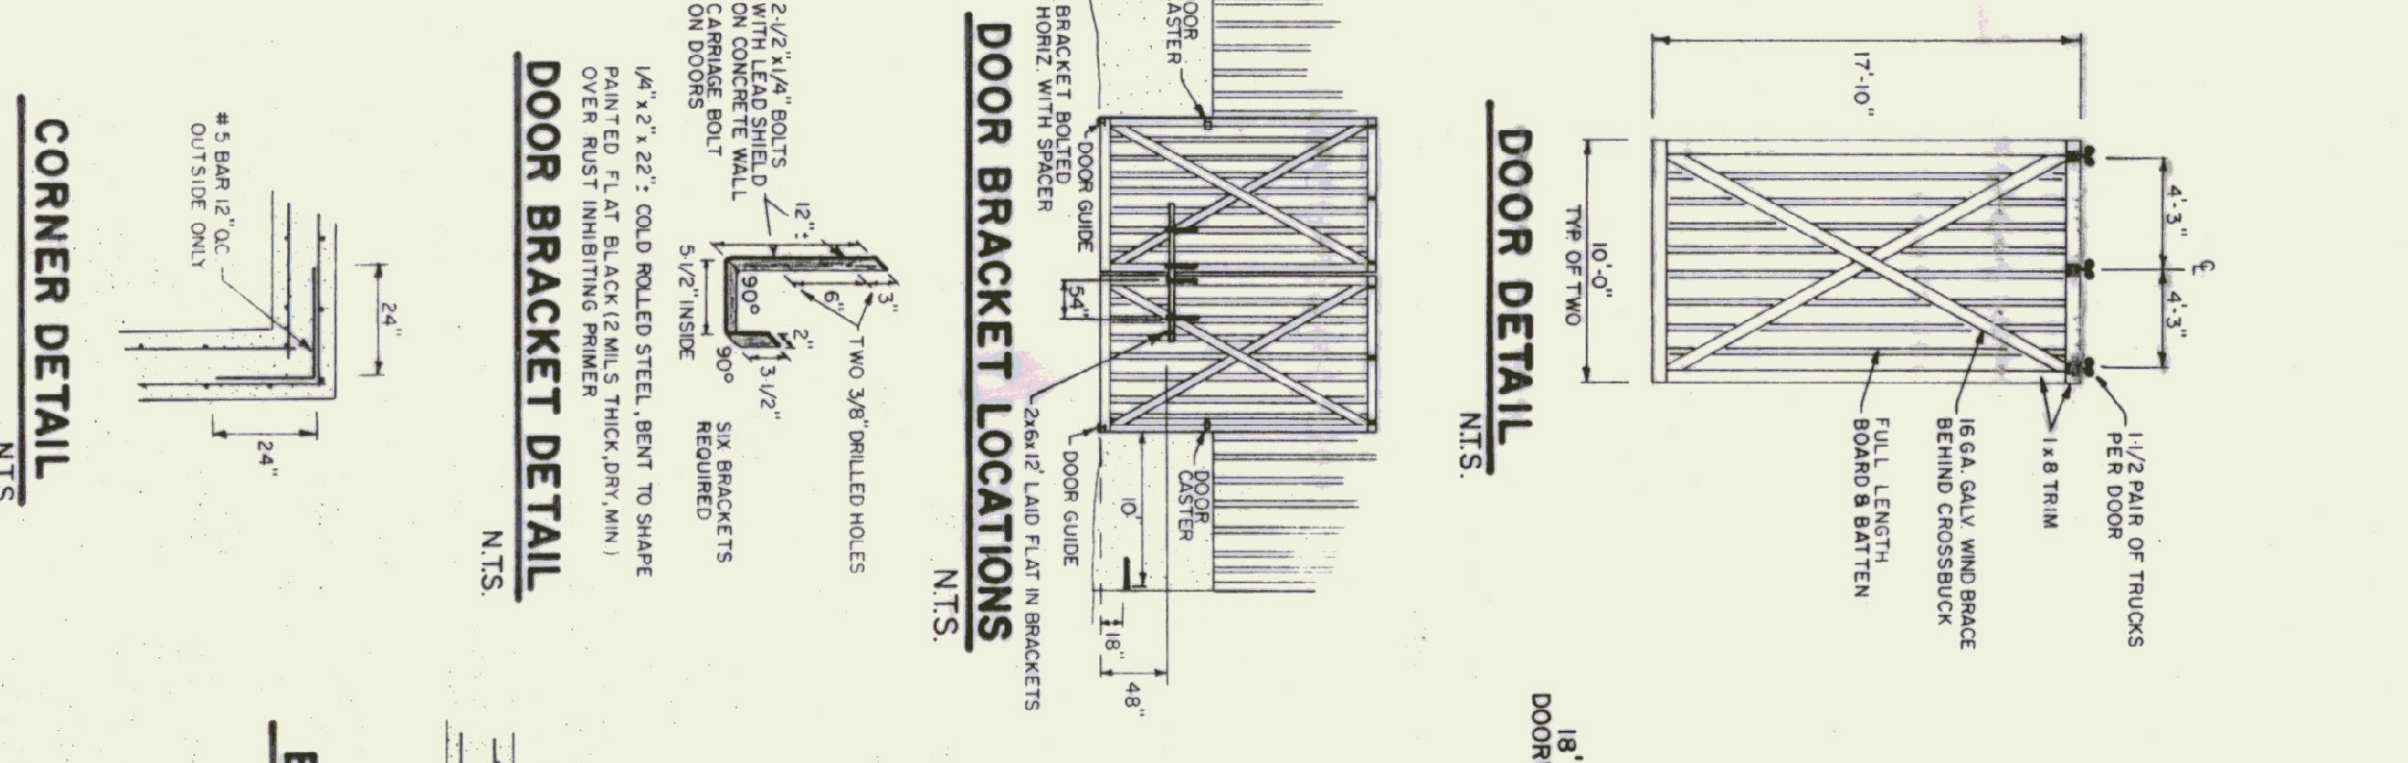 17'-10"
4'-3"
℄
4'-3"
1-1/2 PAIR OF TRUCKS
PER DOOR
1x8 TRIM
16 GA. GALV. WIND BRACE
BEHIND CROSSBUCK
FULL LENGTH
BOARD & BATTEN
10'-0"
TYP. OF TWO
DOOR DETAIL
N.T.S.
18'
DOOR
CASTER
DOOR
CASTER
10'
18"
48"
54"
DOOR GUIDE
DOOR GUIDE
BRACKET BOLTED
HORIZ. WITH SPACER
2x6x12' LAID FLAT IN BRACKETS
DOOR BRACKET LOCATIONS
N.T.S.
2-1/2"x1/4" BOLTS
WITH LEAD SHIELD
ON CONCRETE WALL
CARRIAGE BOLT
ON DOORS
12"±
3"
6"
TWO 3/8" DRILLED HOLES
2"
3-1/2"
90°
90°
5-1/2" INSIDE
SIX BRACKETS
REQUIRED
1/4" x 2" x 22"± COLD ROLLED STEEL, BENT TO SHAPE
PAINTED FLAT BLACK (2 MILS THICK, DRY, MIN.)
OVER RUST INHIBITING PRIMER
DOOR BRACKET DETAIL
N.T.S.
24"
24"
#5 BAR 12" O.C.
OUTSIDE ONLY
CORNER DETAIL
N.T.S.